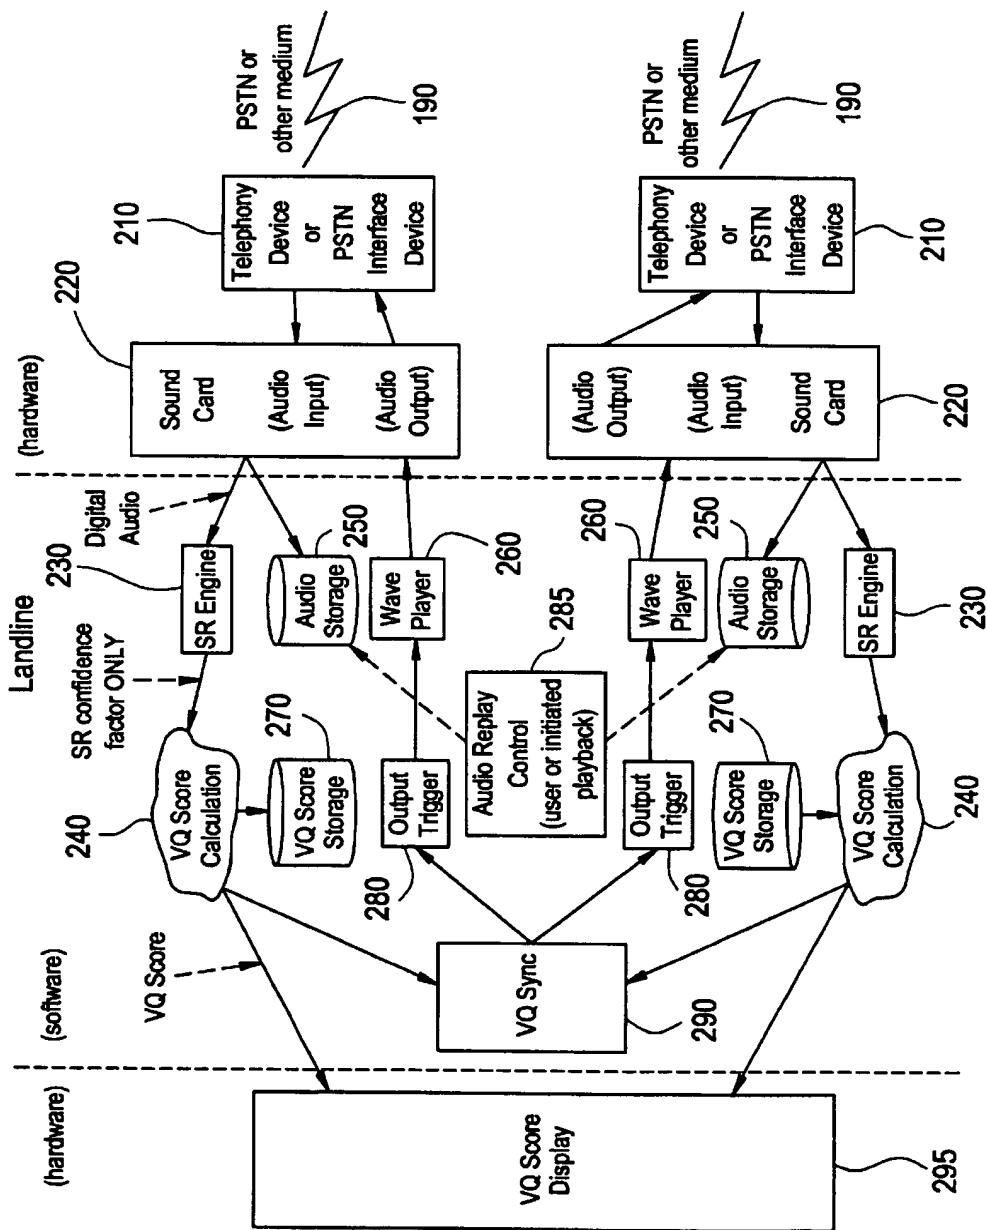 Landline
(hardware)
(software)
(hardware)
VQ Score
Display
295
VQ Score
VQ Sync
290
240
VQ Score
Calculation
SR confidence
factor ONLY
230
SR Engine
Digital
Audio
270
VQ Score
Storage
250
Audio
Storage
280
Output
Trigger
Wave
Player
260
Audio Replay
Control
(user or initiated
playback)
285
Output
Trigger
280
Wave
Player
260
VQ Score
Storage
270
Audio
Storage
250
VQ Score
Calculation
240
SR Engine
230
220
Sound
Card
(Audio
Input)
(Audio
Output)
210
Telephony
Device
or
PSTN
Interface
Device
PSTN or
other medium
190
(Audio
Output)
(Audio
Input)
Sound
Card
220
Telephony
Device
or
PSTN
Interface
Device
210
PSTN or
other medium
190